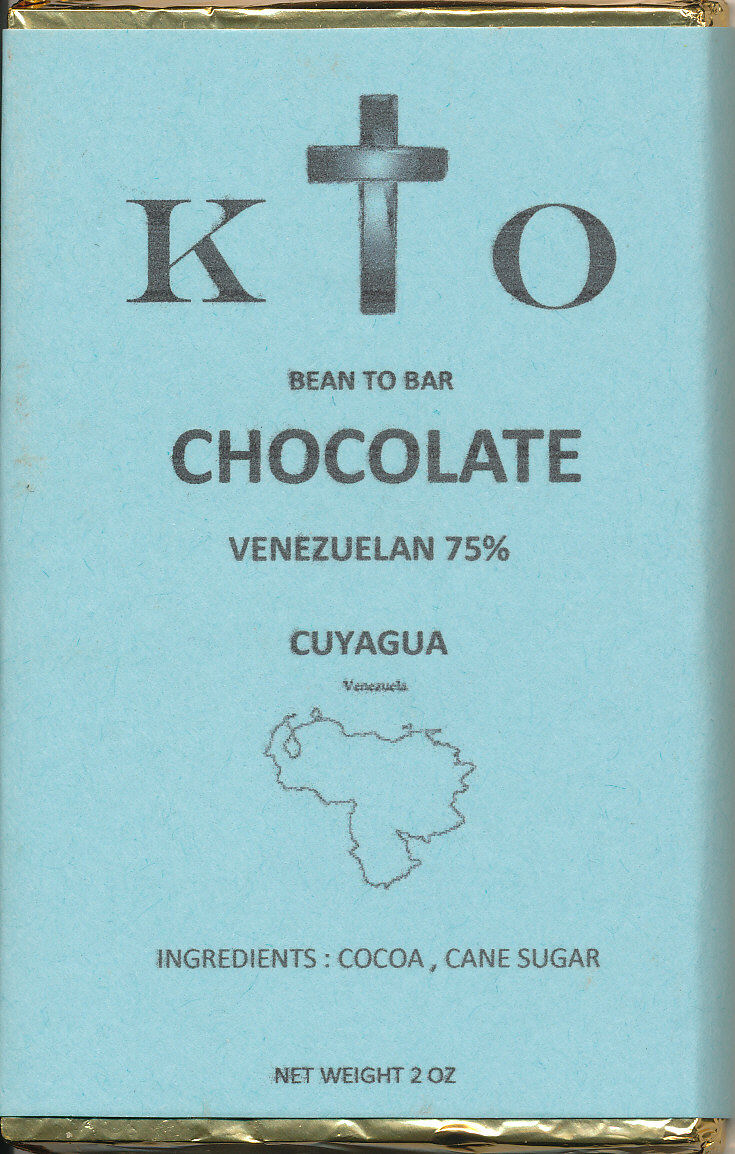 K O
BEAN TO BAR
CHOCOLATE
VENEZUELAN 75%
CUYAGUA
Venezuela
INGREDIENTS : COCOA , CANE SUGAR
NET WEIGHT 2 OZ